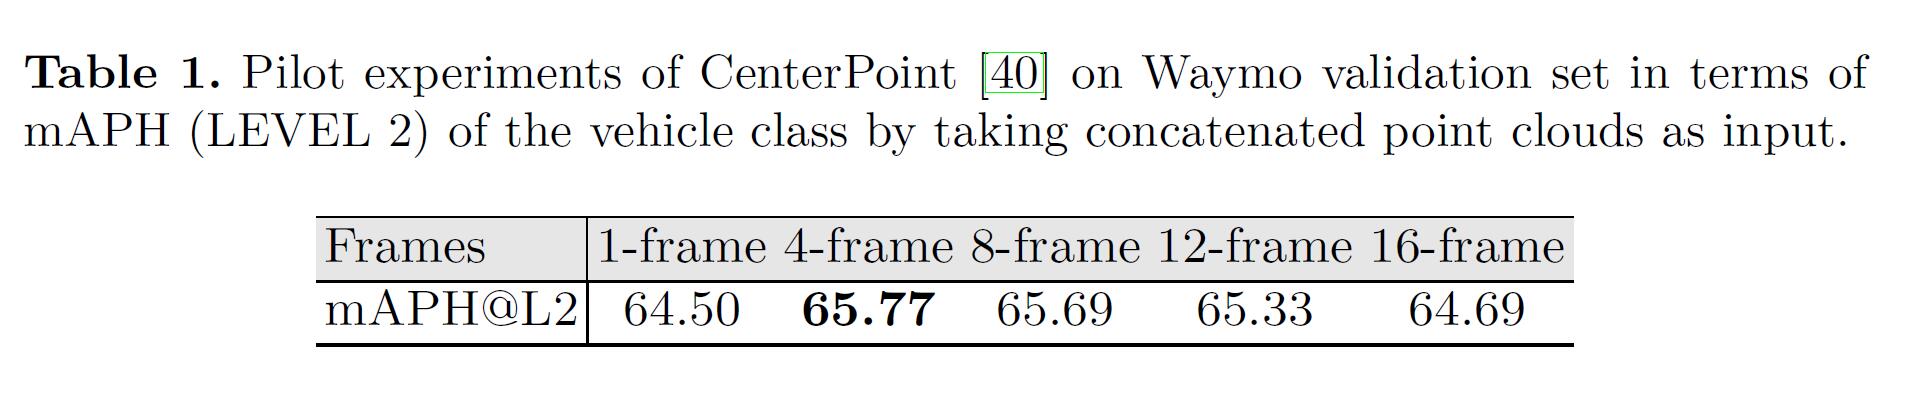 Table 1. Pilot experiments of CenterPoint [40] on Waymo validation set in terms of
mAPH (LEVEL 2) of the vehicle class by taking concatenated point clouds as input.
Frames 1-frame 4-frame 8-frame 12-frame 16-frame
mAPH@L2 64.50 65.77 65.69 65.33 64.69